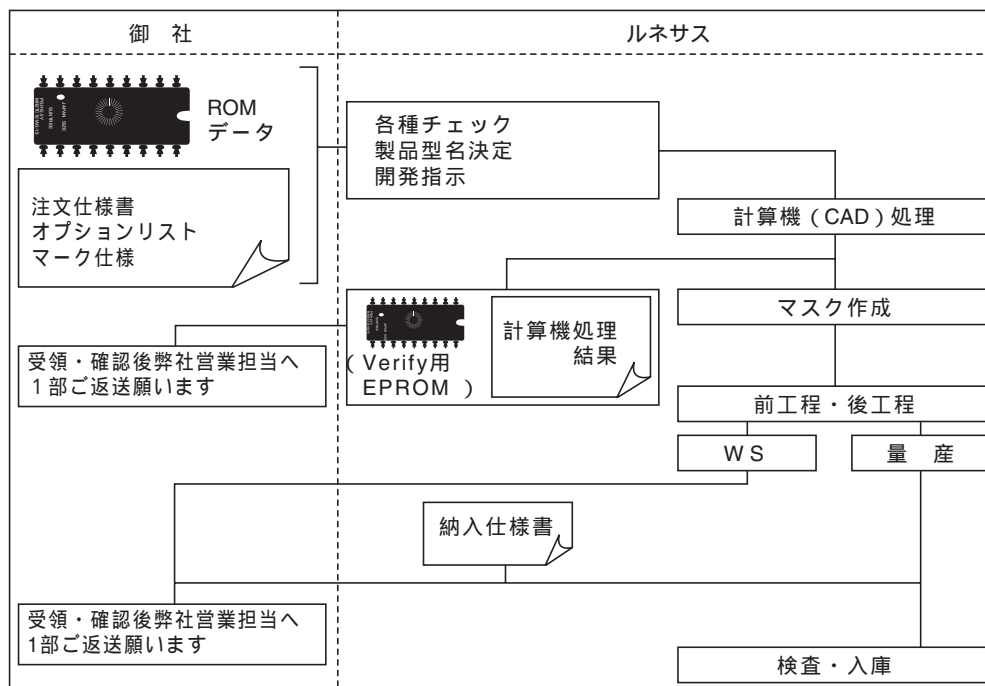 御 社
ルネサス
ROM
データ
注文仕様書
オプションリスト
マーク仕様
各種チェック
製品型名決定
開発指示
計算機（CAD）処理
マスク作成
（Verify用
EPROM ）
計算機処理
結果
受領・確認後弊社営業担当へ
１部ご返送願います
前工程・後工程
ＷＳ
量 産
納入仕様書
受領・確認後弊社営業担当へ
1部ご返送願います
検査・入庫